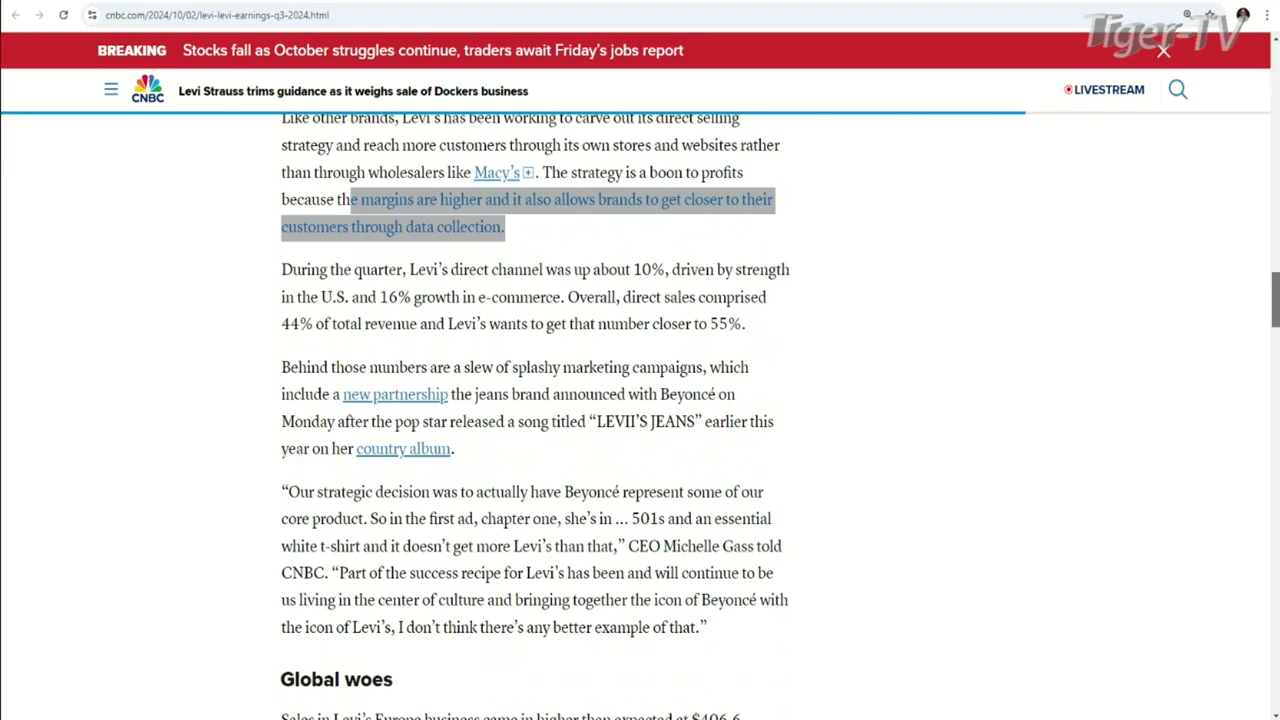 cnbc.com/2024/10/02/levi-levi-earnings-q3-2024.html
Tiger-TV
BREAKING Stocks fall as October struggles continue, traders await Friday's jobs report
CNBC Levi Strauss trims guidance as it weighs sale of Dockers business LIVESTREAM
Like other brands, Levi's has been working to carve out its direct selling
strategy and reach more customers through its own stores and websites rather
than through wholesalers like Macy's. The strategy is a boon to profits
because the margins are higher and it also allows brands to get closer to their
customers through data collection.
During the quarter, Levi's direct channel was up about 10%, driven by strength
in the U.S. and 16% growth in e-commerce. Overall, direct sales comprised
44% of total revenue and Levi's wants to get that number closer to 55%.
Behind those numbers are a slew of splashy marketing campaigns, which
include a new partnership the jeans brand announced with Beyoncé on
Monday after the pop star released a song titled “LEVII'S JEANS” earlier this
year on her country album.
“Our strategic decision was to actually have Beyoncé represent some of our
core product. So in the first ad, chapter one, she's in … 501s and an essential
white t-shirt and it doesn't get more Levi's than that,” CEO Michelle Gass told
CNBC. “Part of the success recipe for Levi's has been and will continue to be
us living in the center of culture and bringing together the icon of Beyoncé with
the icon of Levi's, I don't think there's any better example of that.”
Global woes
Sales in Levi's Europe business came in higher than expected at $406.6